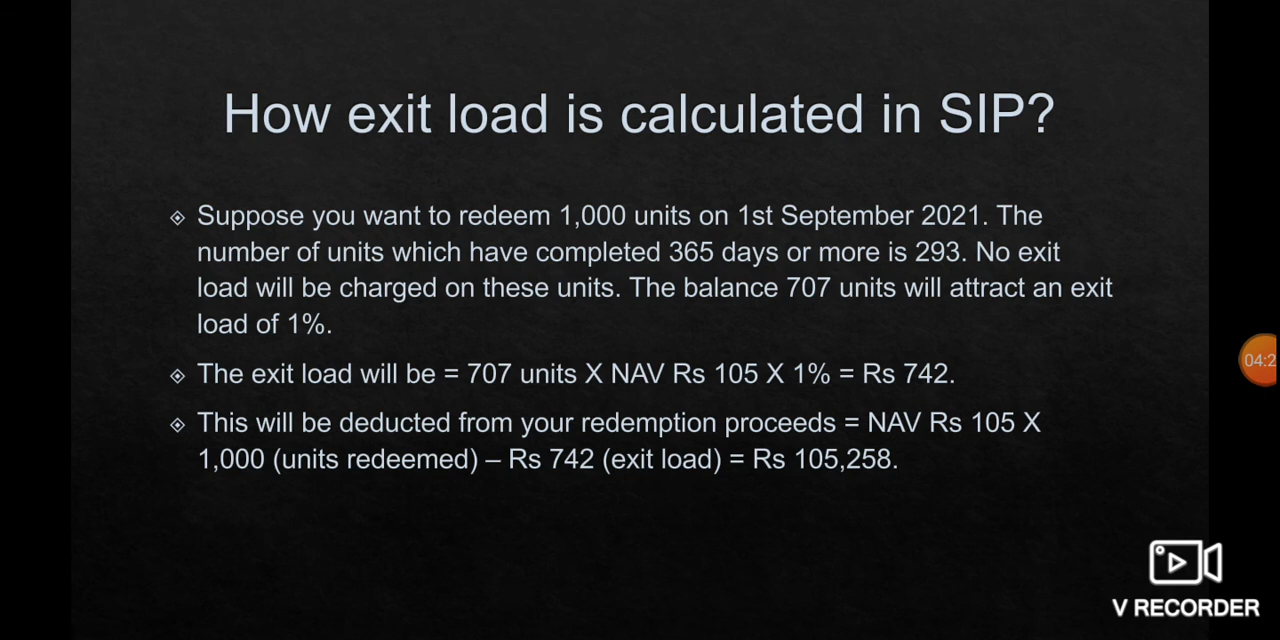 How exit load is calculated in SIP?
Suppose you want to redeem 1,000 units on 1st September 2021. The
number of units which have completed 365 days or more is 293. No exit
load will be charged on these units. The balance 707 units will attract an exit
load of 1%.
The exit load will be = 707 units X NAV Rs 105 X 1% = Rs 742.
This will be deducted from your redemption proceeds = NAV Rs 105 X
1,000 (units redeemed) – Rs 742 (exit load) = Rs 105,258.
04:2
V RECORDER